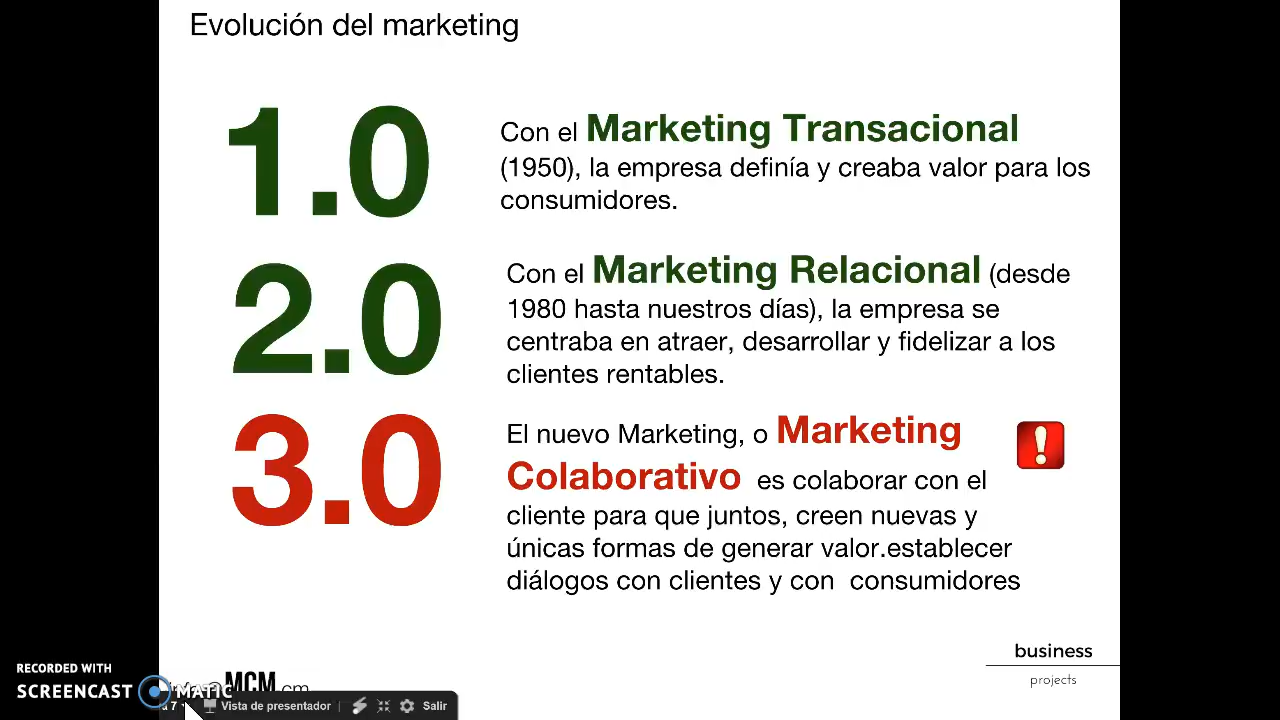 Evolución del marketing
1.0
Con el Marketing Transacional
(1950), la empresa definía y creaba valor para los
consumidores.
2.0
Con el Marketing Relacional (desde
1980 hasta nuestros días), la empresa se
centraba en atraer, desarrollar y fidelizar a los
clientes rentables.
3.0
El nuevo Marketing, o Marketing
Colaborativo es colaborar con el
cliente para que juntos, creen nuevas y
únicas formas de generar valor.establecer
diálogos con clientes y con consumidores
business
projects
RECORDED WITH
SCREENCAST MATIC
MCM
7
Vista de presentador
Salir